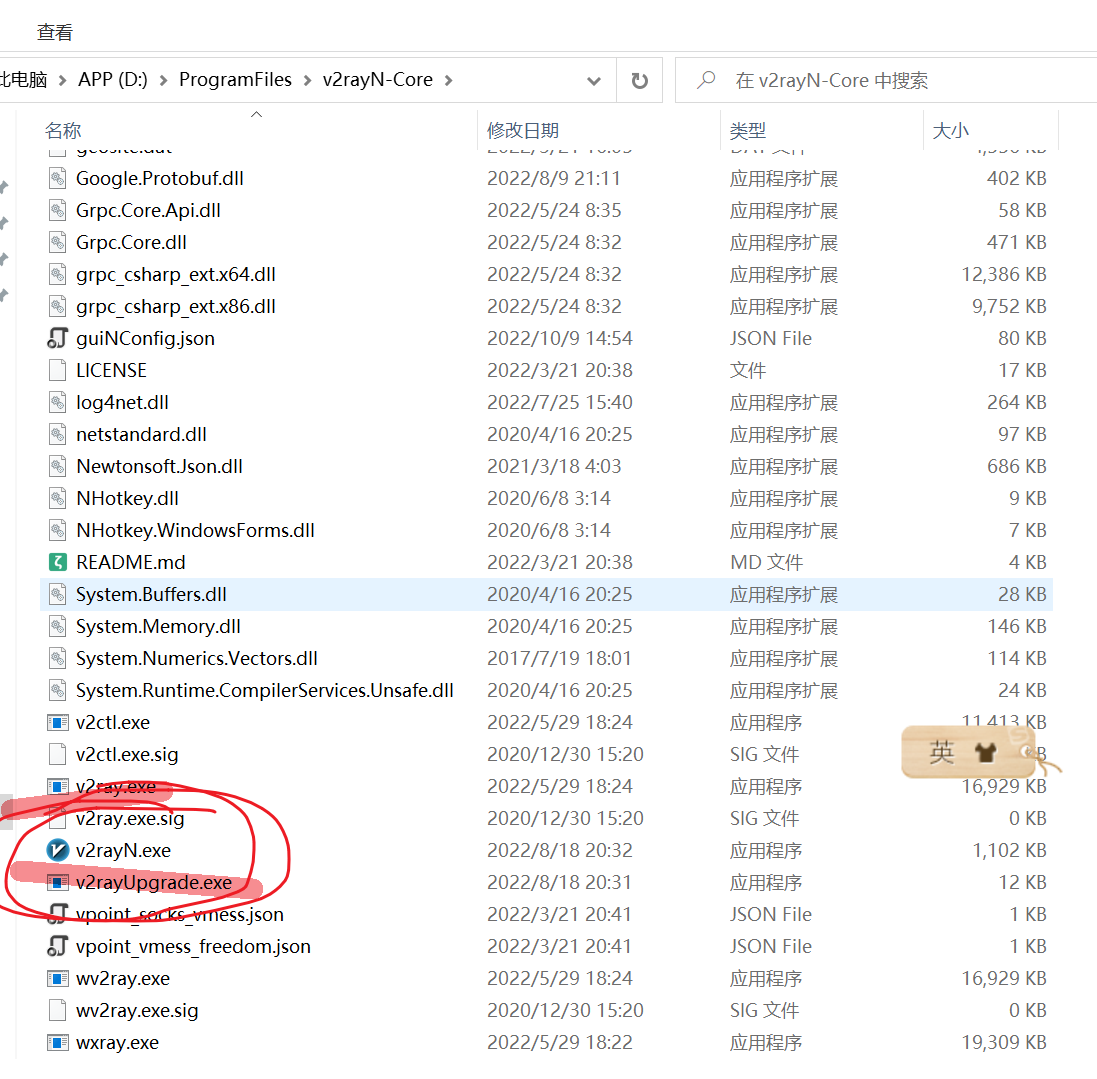 查看
此电脑 > APP (D:) > ProgramFiles > v2rayN-Core >
在 v2rayN-Core 中搜索
名称 修改日期 类型 大小
geosite.dat
Google.Protobuf.dll 2022/8/9 21:11 应用程序扩展 402 KB
Grpc.Core.Api.dll 2022/5/24 8:35 应用程序扩展 58 KB
Grpc.Core.dll 2022/5/24 8:32 应用程序扩展 471 KB
grpc_csharp_ext.x64.dll 2022/5/24 8:32 应用程序扩展 12,386 KB
grpc_csharp_ext.x86.dll 2022/5/24 8:32 应用程序扩展 9,752 KB
guiNConfig.json 2022/10/9 14:54 JSON File 80 KB
LICENSE 2022/3/21 20:38 文件 17 KB
log4net.dll 2022/7/25 15:40 应用程序扩展 264 KB
netstandard.dll 2020/4/16 20:25 应用程序扩展 97 KB
Newtonsoft.Json.dll 2021/3/18 4:03 应用程序扩展 686 KB
NHotkey.dll 2020/6/8 3:14 应用程序扩展 9 KB
NHotkey.WindowsForms.dll 2020/6/8 3:14 应用程序扩展 7 KB
README.md 2022/3/21 20:38 MD 文件 4 KB
System.Buffers.dll 2020/4/16 20:25 应用程序扩展 28 KB
System.Memory.dll 2020/4/16 20:25 应用程序扩展 146 KB
System.Numerics.Vectors.dll 2017/7/19 18:01 应用程序扩展 114 KB
System.Runtime.CompilerServices.Unsafe.dll 2020/4/16 20:25 应用程序扩展 24 KB
v2ctl.exe 2022/5/29 18:24 应用程序 11,413 KB
v2ctl.exe.sig 2020/12/30 15:20 SIG 文件
英
v2ray.exe 2022/5/29 18:24 应用程序 16,929 KB
v2ray.exe.sig 2020/12/30 15:20 SIG 文件 0 KB
v2rayN.exe 2022/8/18 20:32 应用程序 1,102 KB
v2rayUpgrade.exe 2022/8/18 20:31 应用程序 12 KB
vpoint_socks_vmess.json 2022/3/21 20:41 JSON File 1 KB
vpoint_vmess_freedom.json 2022/3/21 20:41 JSON File 1 KB
wv2ray.exe 2022/5/29 18:24 应用程序 16,929 KB
wv2ray.exe.sig 2020/12/30 15:20 SIG 文件 0 KB
wxray.exe 2022/5/29 18:22 应用程序 19,309 KB